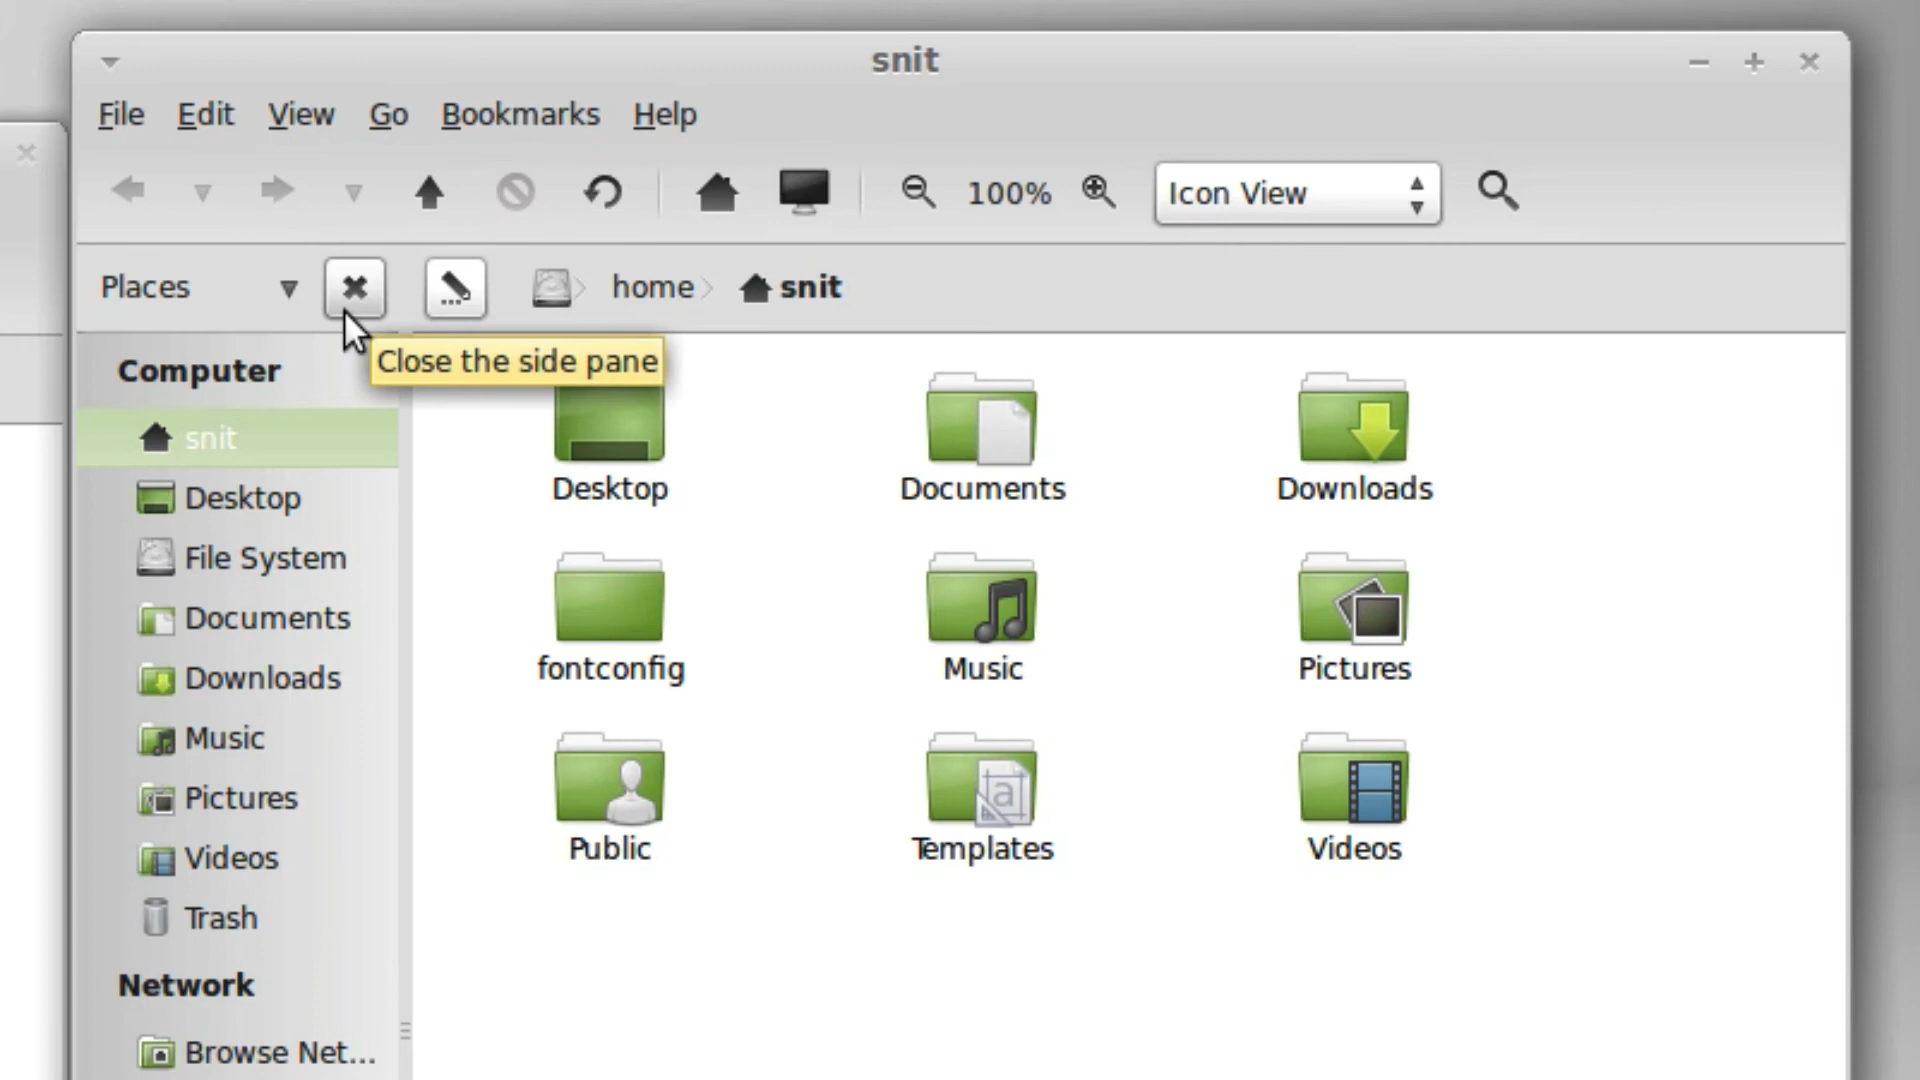 snit
File Edit View Go Bookmarks Help
100% Icon View
Places home snit
Close the side pane
Computer
snit
Desktop
File System
Documents
Downloads
Music
Pictures
Videos
Trash
Network
Browse Net...
Desktop Documents Downloads
fontconfig Music Pictures
a
Public Templates Videos